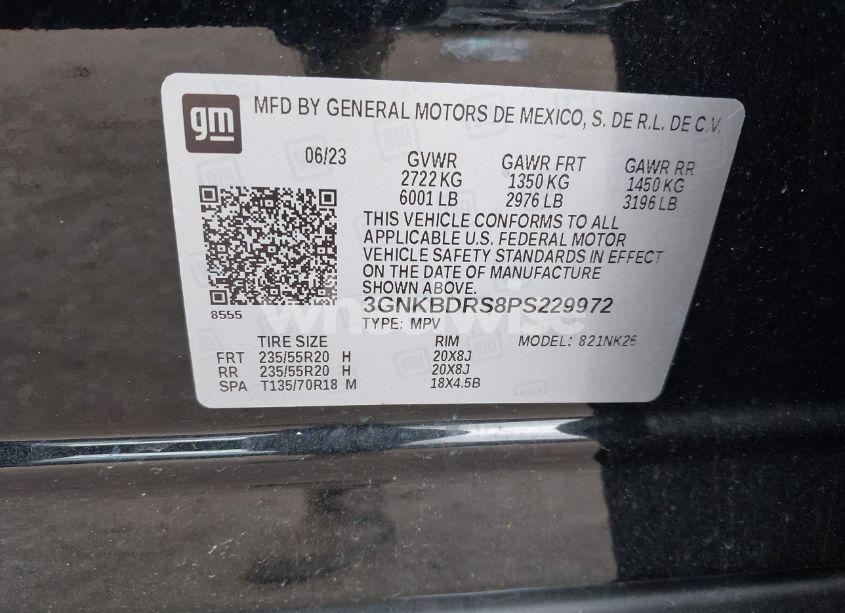 gm MFD BY GENERAL MOTORS DE MEXICO, S. DE R.L. DE C.V.
06/23 GVWR GAWR FRT GAWR RR
2722 KG 1350 KG 1450 KG
6001 LB 2976 LB 3196 LB
THIS VEHICLE CONFORMS TO ALL
APPLICABLE U.S. FEDERAL MOTOR
VEHICLE SAFETY STANDARDS IN EFFECT
ON THE DATE OF MANUFACTURE
SHOWN ABOVE.
3GNKBDRS8PS229972
8555
TYPE: MPV
TIRE SIZE RIM MODEL: 821NK26
FRT 235/55R20 H 20X8J
RR 235/55R20 H 20X8J
SPA T135/70R18 M 18X4.5B